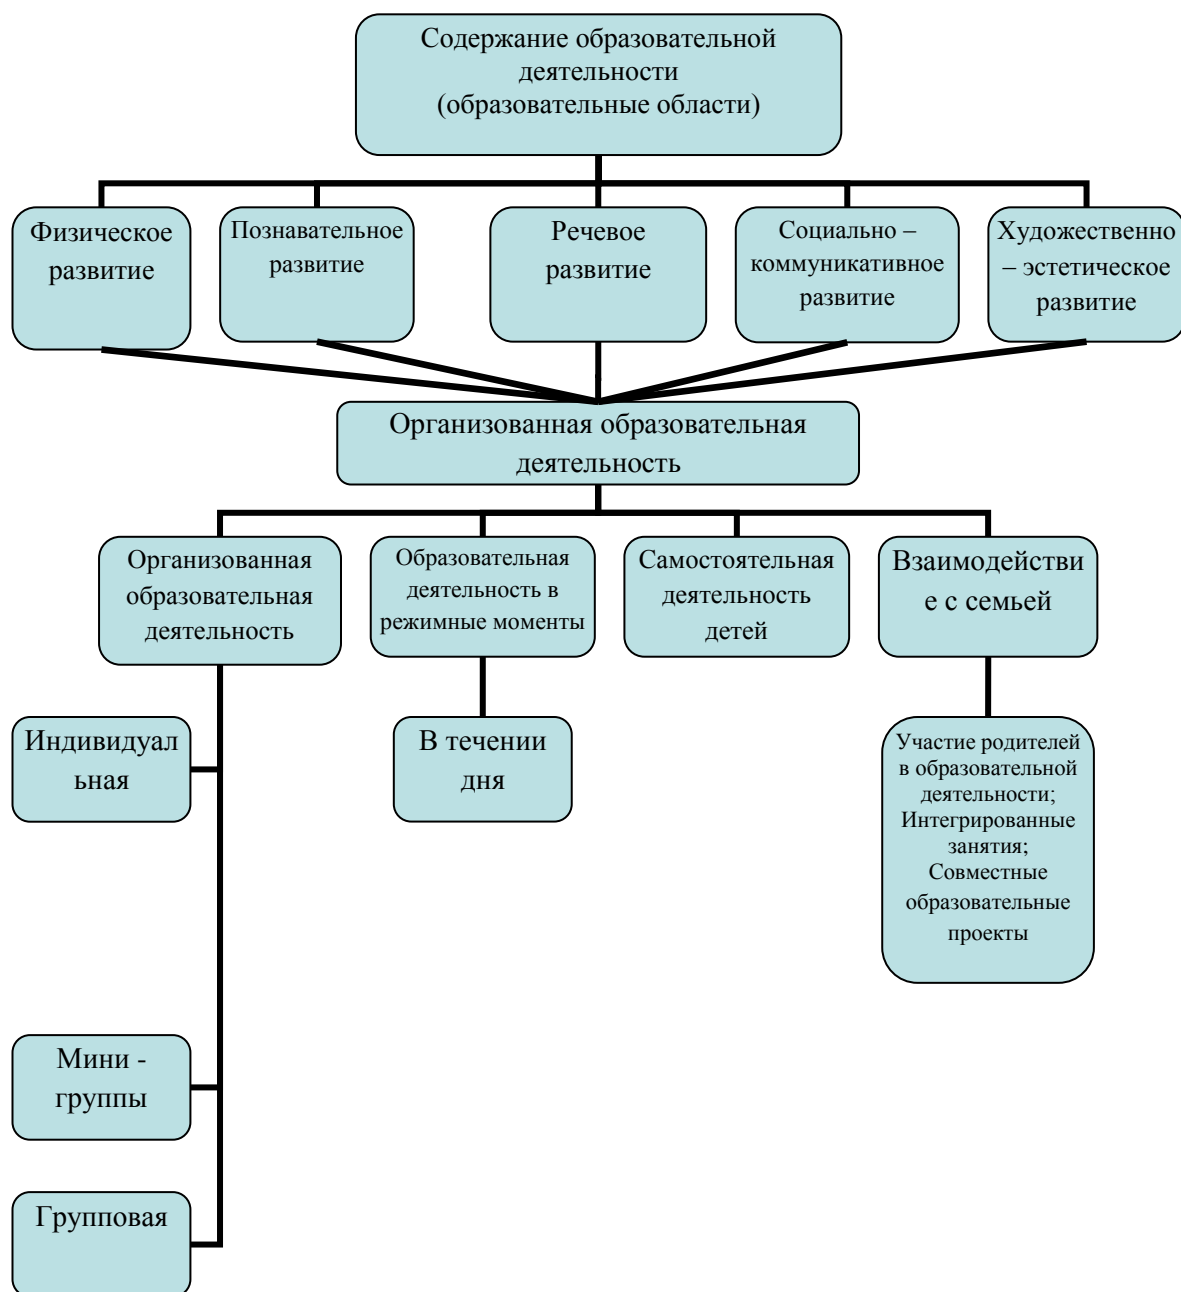 Содержание образовательной
деятельности
(образовательные области)
Физическое
развитие
Познавательное
развитие
Речевое
развитие
Социально –
коммуникативное
развитие
Художественно
– эстетическое
развитие
Организованная образовательная
деятельность
Организованная
образовательная
деятельность
Образовательная
деятельность в
режимные моменты
Самостоятельная
деятельность
детей
Взаимодействи
е с семьей
Индивидуал
ьная
В течении
дня
Участие родителей
в образовательной
деятельности;
Интегрированные
занятия;
Совместные
образовательные
проекты
Мини -
группы
Групповая